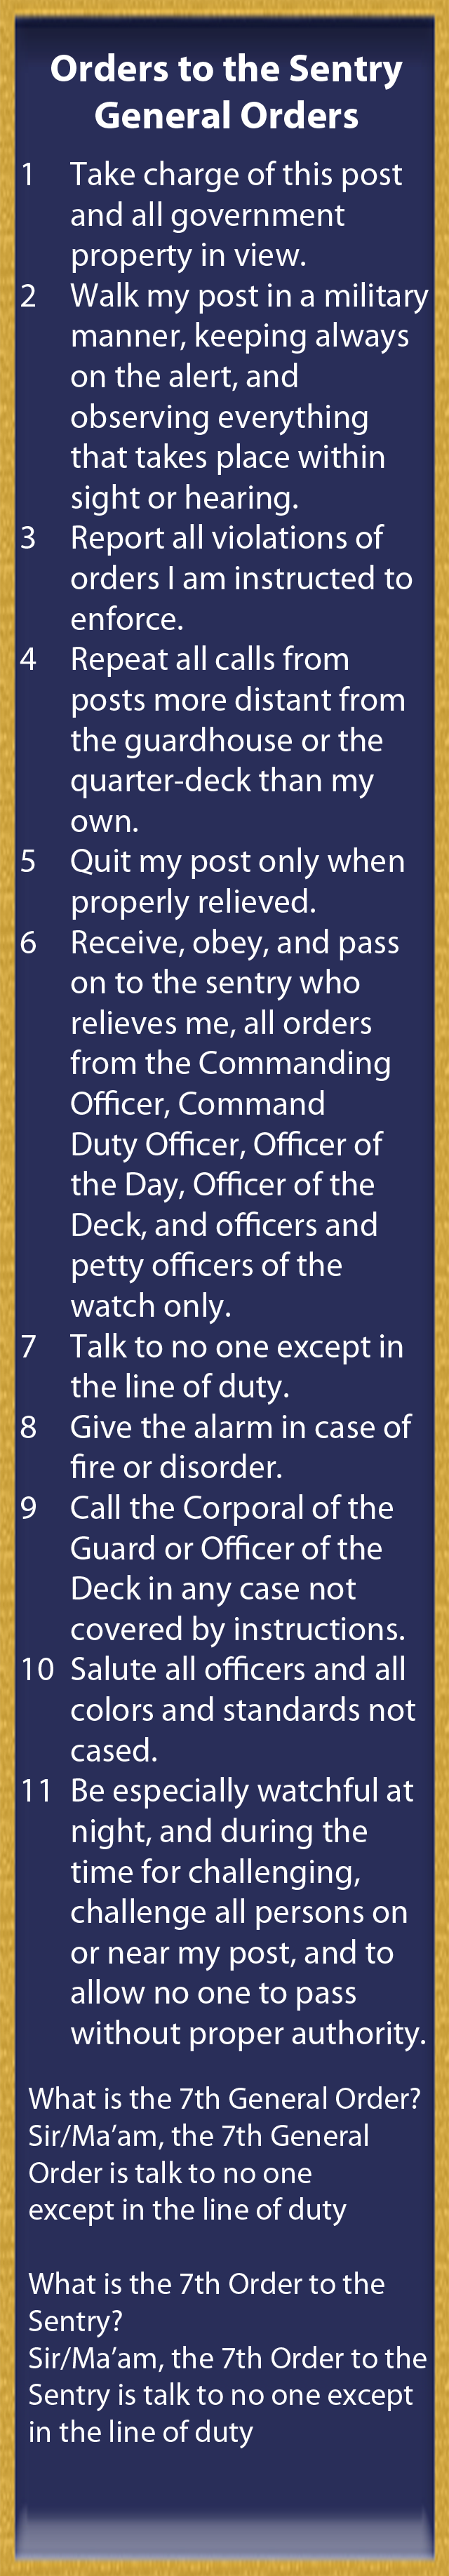 Orders to the Sentry
General Orders
1 Take charge of this post
and all government
property in view.
2 Walk my post in a military
manner, keeping always
on the alert, and
observing everything
that takes place within
sight or hearing.
3 Report all violations of
orders I am instructed to
enforce.
4 Repeat all calls from
posts more distant from
the guardhouse or the
quarter-deck than my
own.
5 Quit my post only when
properly relieved.
6 Receive, obey, and pass
on to the sentry who
relieves me, all orders
from the Commanding
Officer, Command
Duty Officer, Officer of
the Day, Officer of the
Deck, and officers and
petty officers of the
watch only.
7 Talk to no one except in
the line of duty.
8 Give the alarm in case of
fire or disorder.
9 Call the Corporal of the
Guard or Officer of the
Deck in any case not
covered by instructions.
10 Salute all officers and all
colors and standards not
cased.
11 Be especially watchful at
night, and during the
time for challenging,
challenge all persons on
or near my post, and to
allow no one to pass
without proper authority.
What is the 7th General Order?
Sir/Ma’am, the 7th General
Order is talk to no one
except in the line of duty
What is the 7th Order to the
Sentry?
Sir/Ma’am, the 7th Order to the
Sentry is talk to no one except
in the line of duty